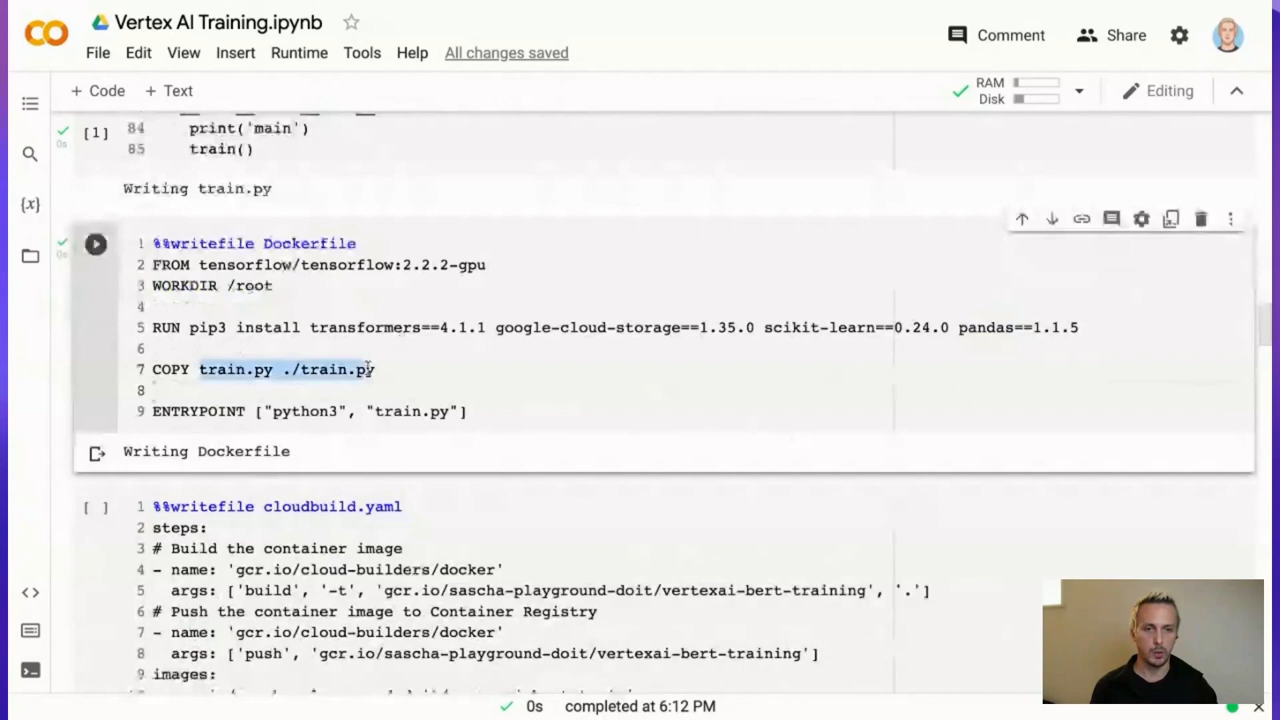 Vertex AI Training.ipynb
Comment
Share
File Edit View Insert Runtime Tools Help All changes saved
+ Code + Text
RAM
Disk
Editing
[1]
84 print('main')
0s
85 train()
Writing train.py
{x}
0s
1 %%writefile Dockerfile
2 FROM tensorflow/tensorflow:2.2.2-gpu
3 WORKDIR /root
4
5 RUN pip3 install transformers==4.1.1 google-cloud-storage==1.35.0 scikit-learn==0.24.0 pandas==1.1.5
6
7 COPY train.py ./train.py
8
9 ENTRYPOINT ["python3", "train.py"]
Writing Dockerfile
[ ] 1 %%writefile cloudbuild.yaml
2 steps:
3 # Build the container image
4 - name: 'gcr.io/cloud-builders/docker'
5 args: ['build', '-t', 'gcr.io/sascha-playground-doit/vertexai-bert-training', '.']
6 # Push the container image to Container Registry
7 - name: 'gcr.io/cloud-builders/docker'
8 args: ['push', 'gcr.io/sascha-playground-doit/vertexai-bert-training']
9 images:
0s completed at 6:12 PM